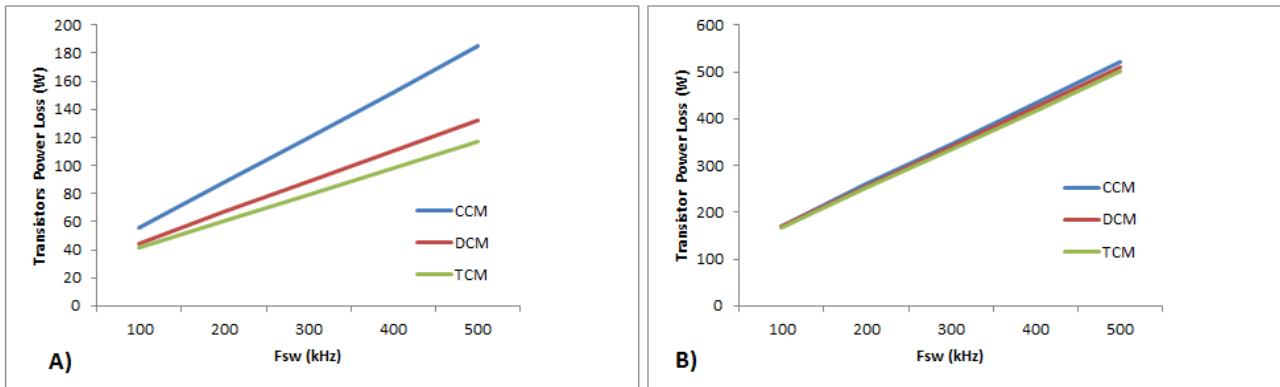 Transistors Power Loss (W)
200
180
160
140
120
100
80
60
40
20
0
CCM
DCM
TCM
100 200 300 400 500
Fsw (kHz)
A)
Transistor Power Loss (W)
600
500
400
300
200
100
0
CCM
DCM
TCM
100 200 300 400 500
Fsw (kHz)
B)